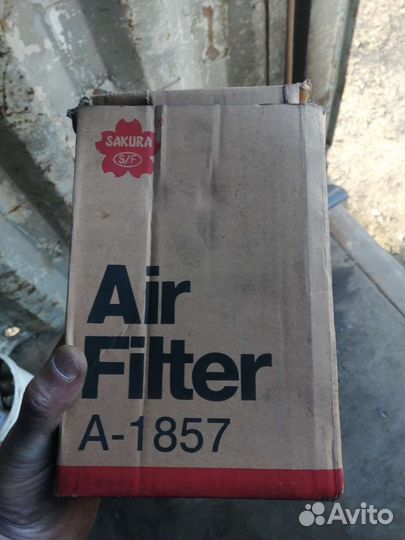 SAKURA
S/F
®
Air
Filter
A-1857
Avito